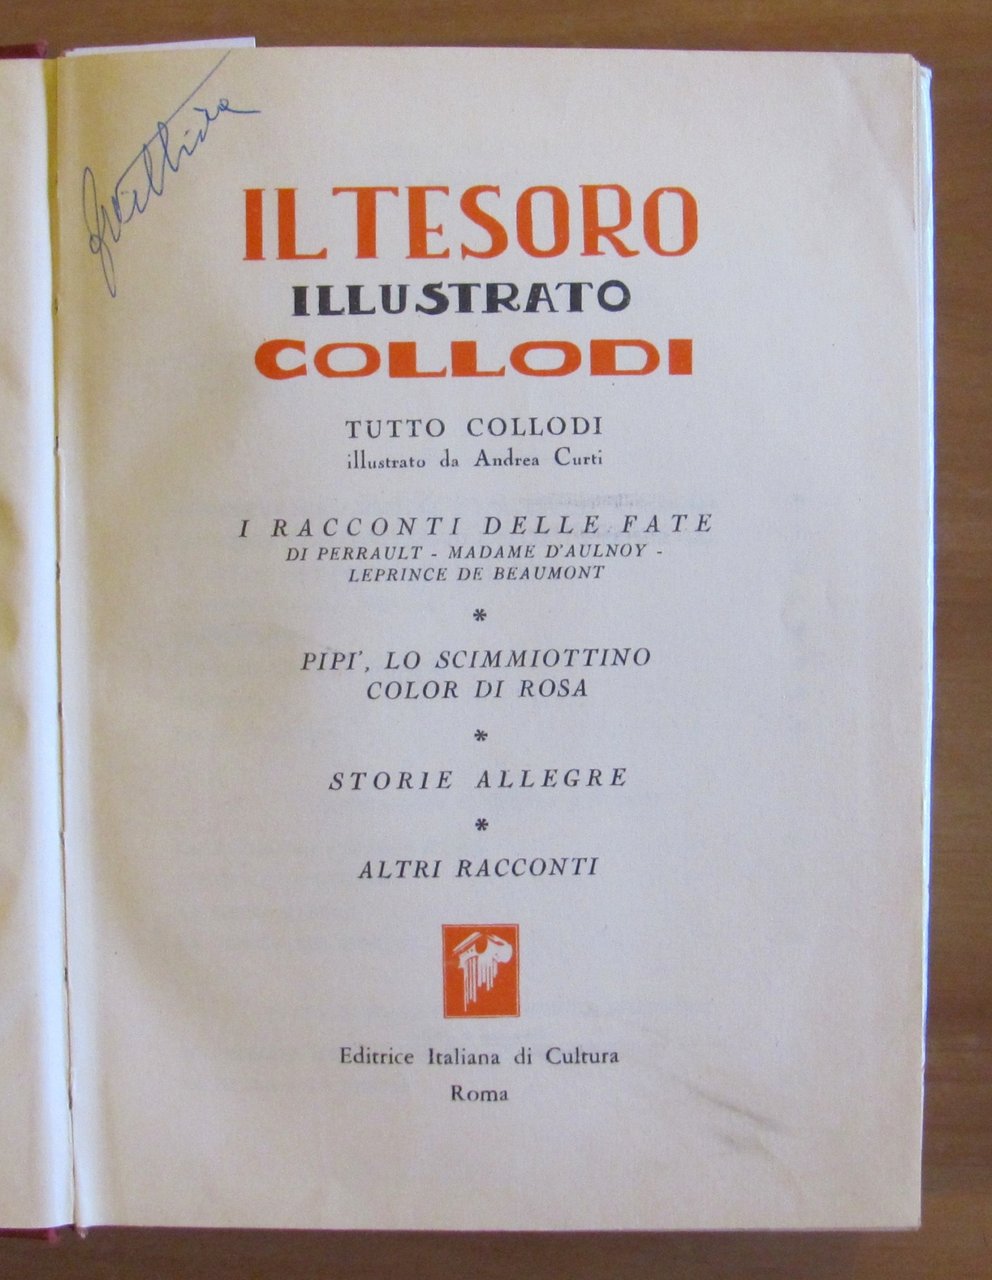 IL TESORO
ILLUSTRATO
COLLODI
TUTTO COLLODI
illustrato da Andrea Curti
I RACCONTI DELLE FATE
DI PERRAULT - MADAME D'AULNOY -
LEPRINCE DE BEAUMONT
*
PIPI', LO SCIMMIOTTINO
COLOR DI ROSA
*
STORIE ALLEGRE
*
ALTRI RACCONTI
Editrice Italiana di Cultura
Roma